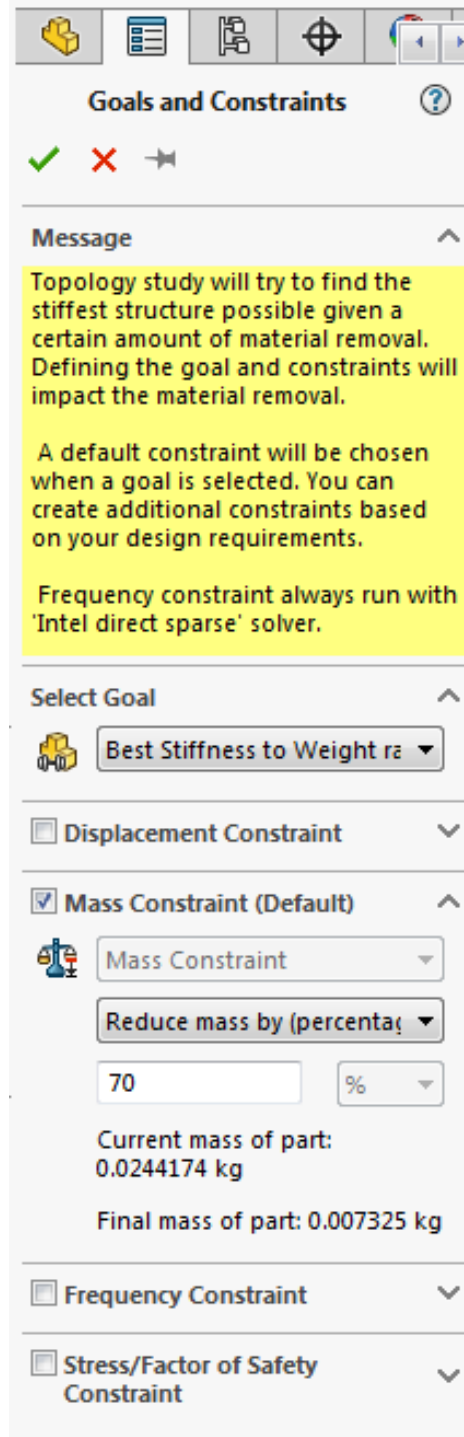 Goals and Constraints
?
Message
Topology study will try to find the
stiffest structure possible given a
certain amount of material removal.
Defining the goal and constraints will
impact the material removal.
A default constraint will be chosen
when a goal is selected. You can
create additional constraints based
on your design requirements.
Frequency constraint always run with
'Intel direct sparse' solver.
Select Goal
Best Stiffness to Weight ra
Displacement Constraint
Mass Constraint (Default)
Mass Constraint
Reduce mass by (percentag
70 %
Current mass of part:
0.0244174 kg
Final mass of part: 0.007325 kg
Frequency Constraint
Stress/Factor of Safety
Constraint